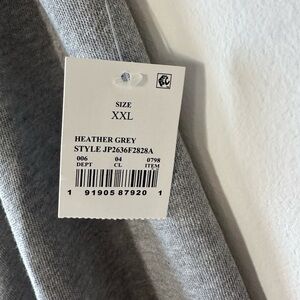 SIZE
XXL
HEATHER GREY
STYLE JP2636F2828A
006 04 0798
DEPT CL ITEM
1 91905 87920 1